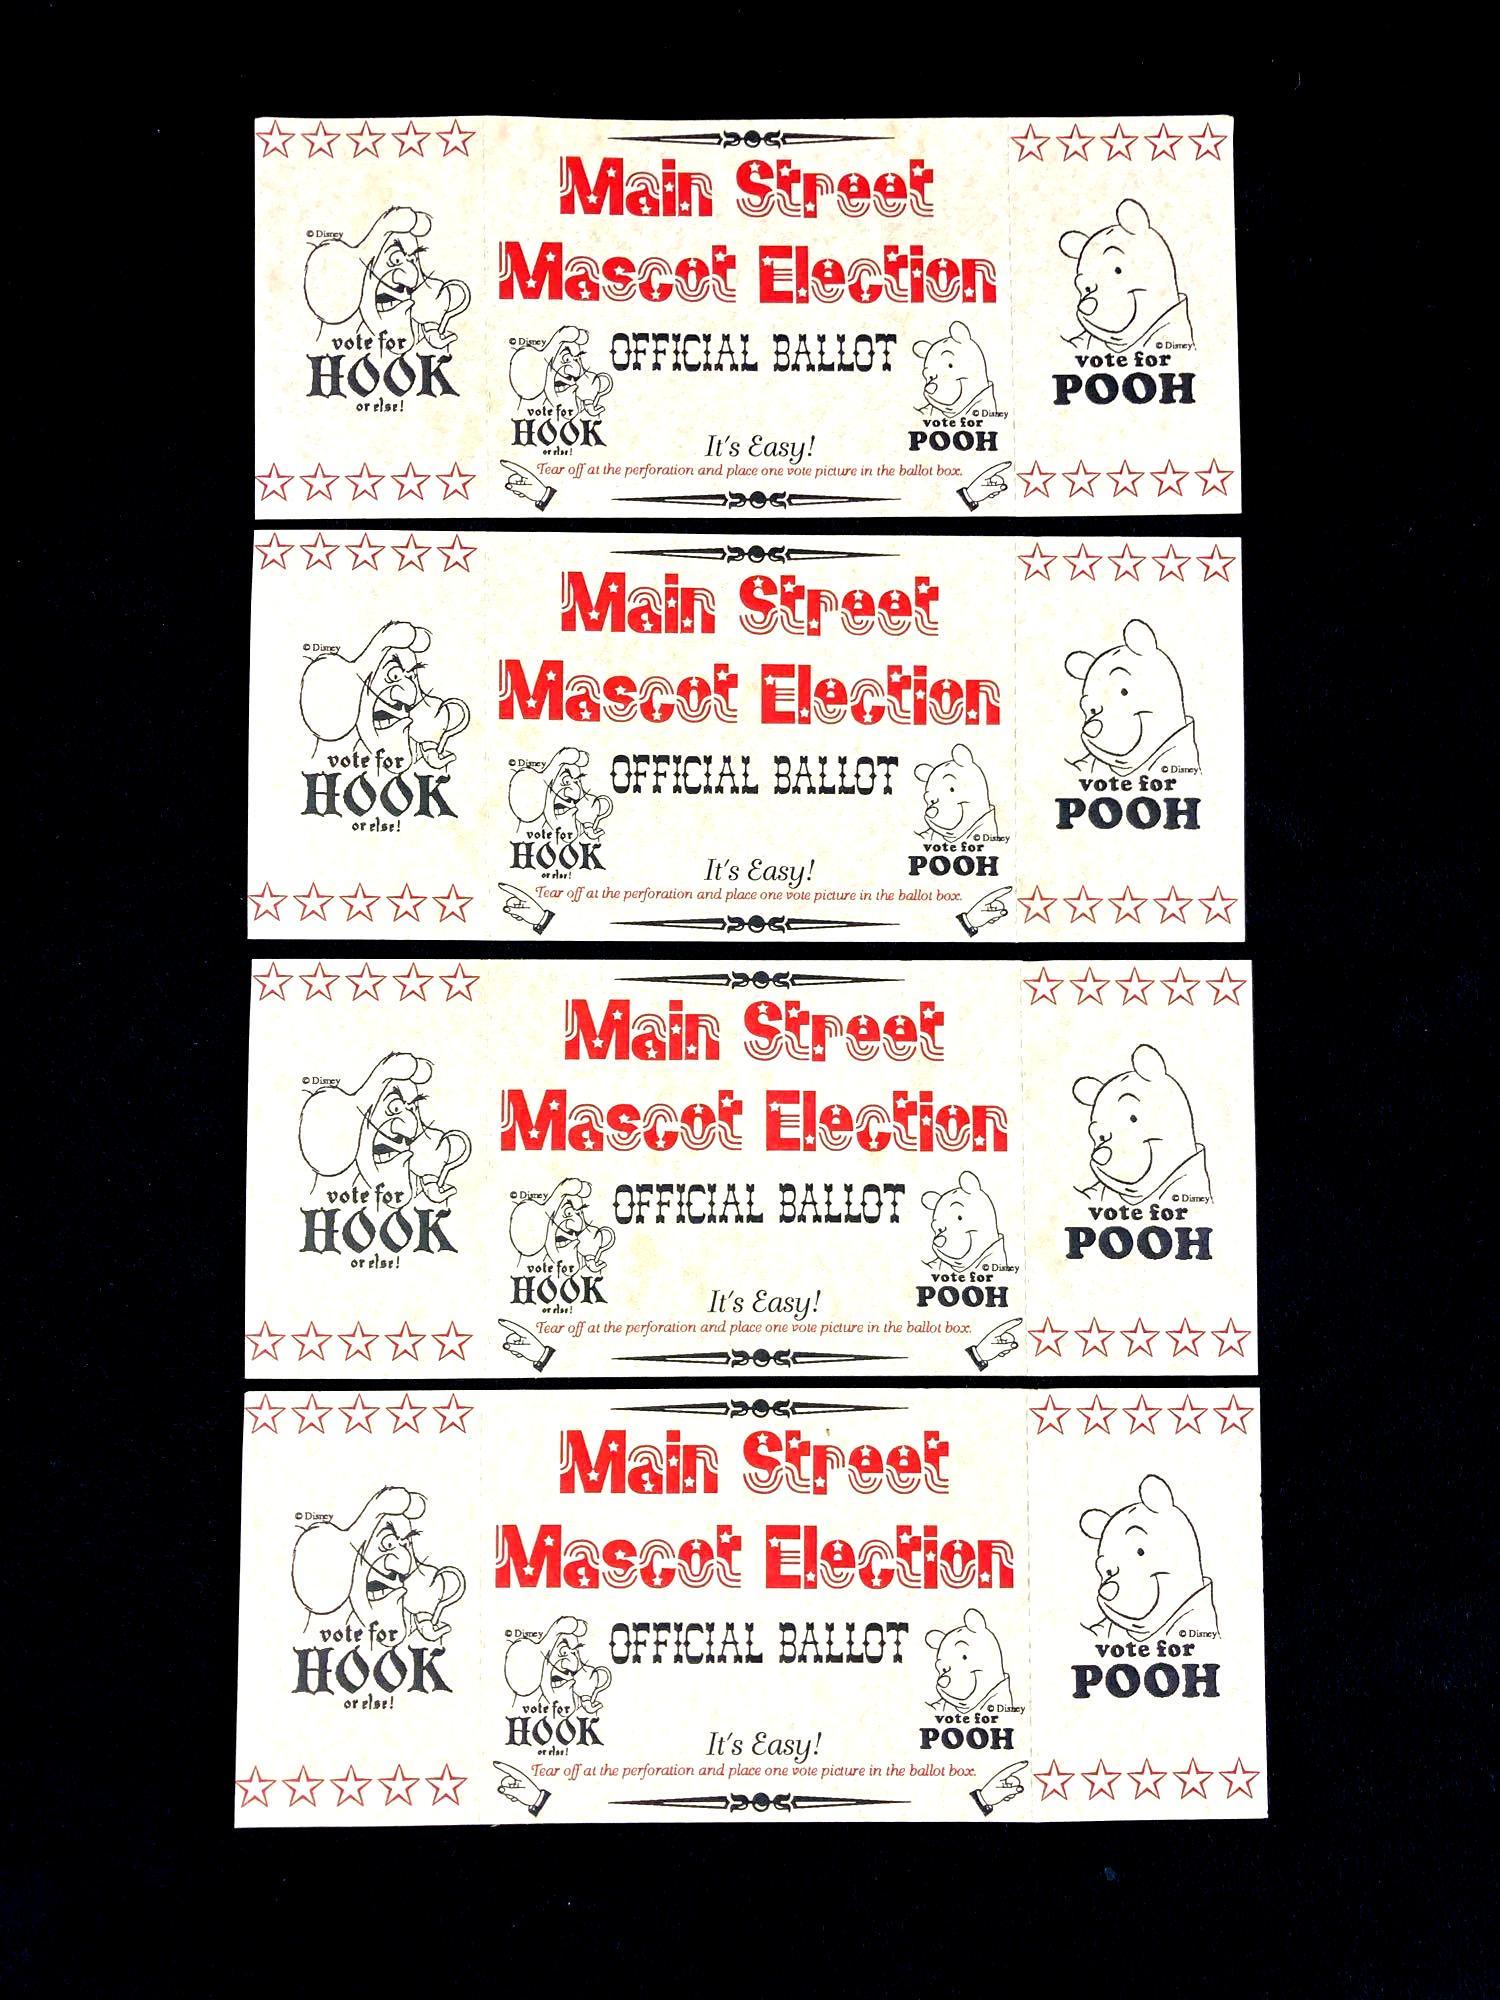 © Disney
vote for
HOOK
or else!
Main Street
Mascot Election
OFFICIAL BALLOT
© Disney
vote for
HOOK
or else!
It's Easy!
Tear off at the perforation and place one vote picture in the ballot box.
© Disney
vote for
POOH
© Disney
vote for
POOH
© Disney
vote for
HOOK
or else!
Main Street
Mascot Election
OFFICIAL BALLOT
© Disney
vote for
HOOK
or else!
It's Easy!
Tear off at the perforation and place one vote picture in the ballot box.
© Disney
vote for
POOH
© Disney
vote for
POOH
© Disney
vote for
HOOK
or else!
Main Street
Mascot Election
OFFICIAL BALLOT
© Disney
vote for
HOOK
or else!
It's Easy!
Tear off at the perforation and place one vote picture in the ballot box.
© Disney
vote for
POOH
© Disney
vote for
POOH
© Disney
vote for
HOOK
or else!
Main Street
Mascot Election
OFFICIAL BALLOT
© Disney
vote for
HOOK
or else!
It's Easy!
Tear off at the perforation and place one vote picture in the ballot box.
© Disney
vote for
POOH
© Disney
vote for
POOH